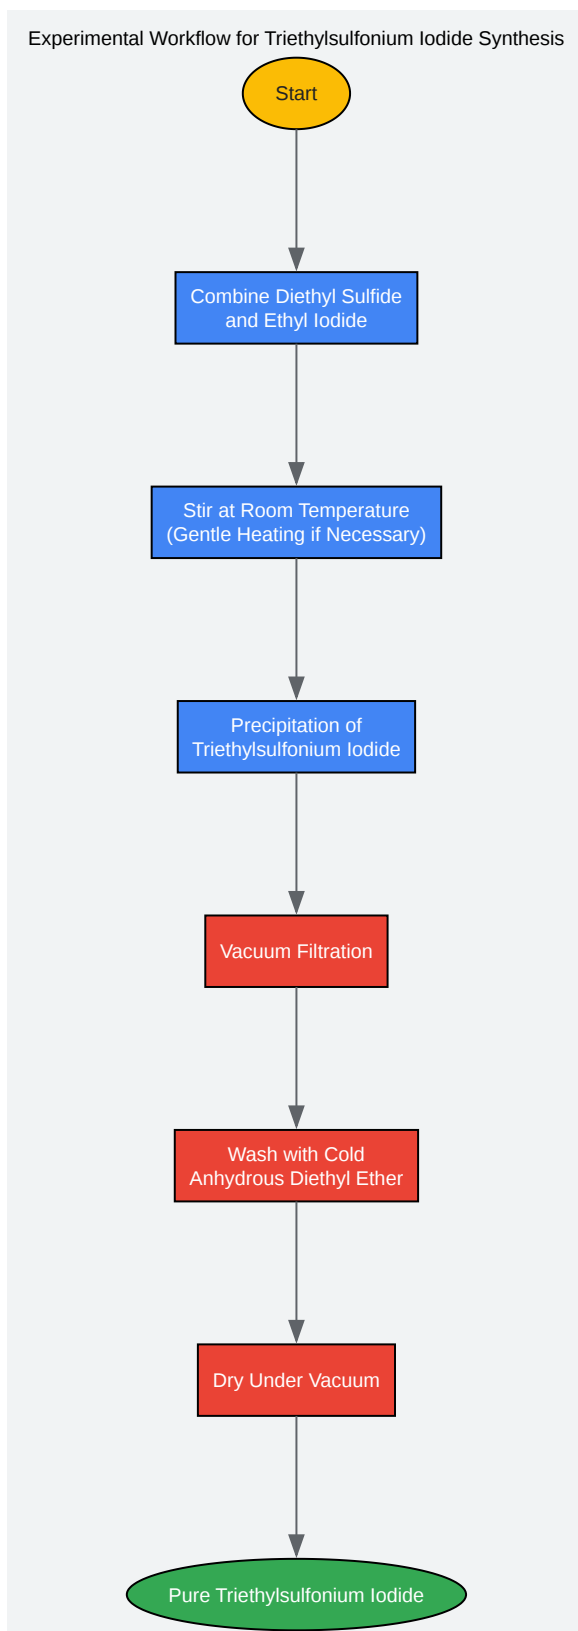 Experimental Workflow for Triethylsulfonium Iodide Synthesis
Start
Combine Diethyl Sulfide
and Ethyl Iodide
Stir at Room Temperature
(Gentle Heating if Necessary)
Precipitation of
Triethylsulfonium Iodide
Vacuum Filtration
Wash with Cold
Anhydrous Diethyl Ether
Dry Under Vacuum
Pure Triethylsulfonium Iodide